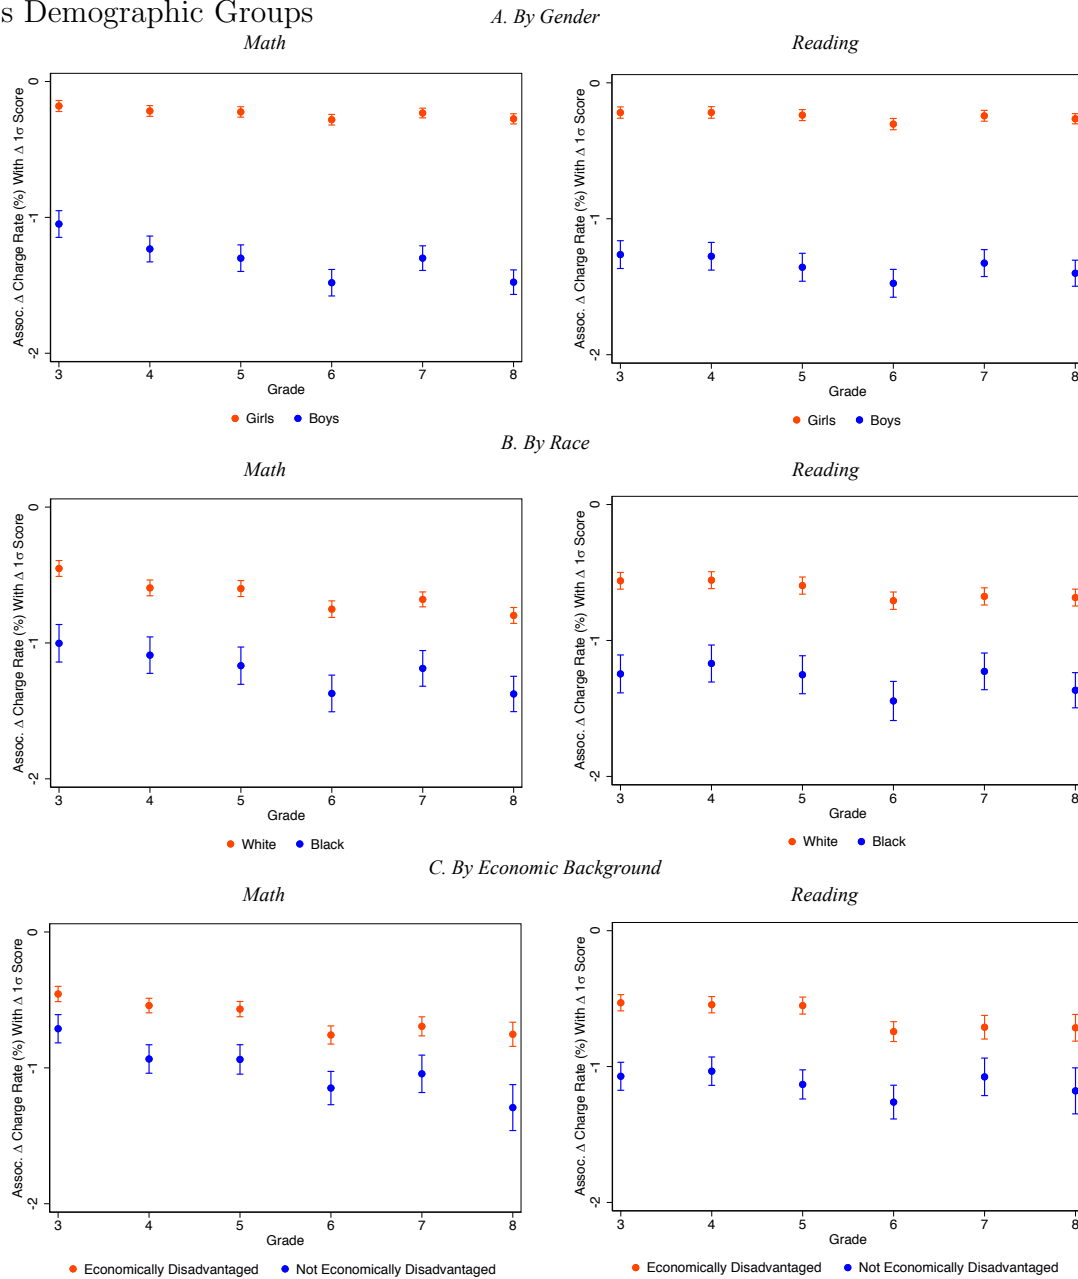 s Demographic Groups
A. By Gender
Math
Reading
Assoc. Δ Charge Rate (%) With Δ 1σ Score
0
-1
-2
3 4 5 6 7 8
Grade
Girls Boys
Assoc. Δ Charge Rate (%) With Δ 1σ Score
0
-1
-2
3 4 5 6 7 8
Grade
Girls Boys
B. By Race
Math
Reading
Assoc. Δ Charge Rate (%) With Δ 1σ Score
0
-1
-2
3 4 5 6 7 8
Grade
White Black
Assoc. Δ Charge Rate (%) With Δ 1σ Score
0
-1
-2
3 4 5 6 7 8
Grade
White Black
C. By Economic Background
Math
Reading
Assoc. Δ Charge Rate (%) With Δ 1σ Score
0
-1
-2
3 4 5 6 7 8
Grade
Economically Disadvantaged Not Economically Disadvantaged
Assoc. Δ Charge Rate (%) With Δ 1σ Score
0
-1
-2
3 4 5 6 7 8
Grade
Economically Disadvantaged Not Economically Disadvantaged